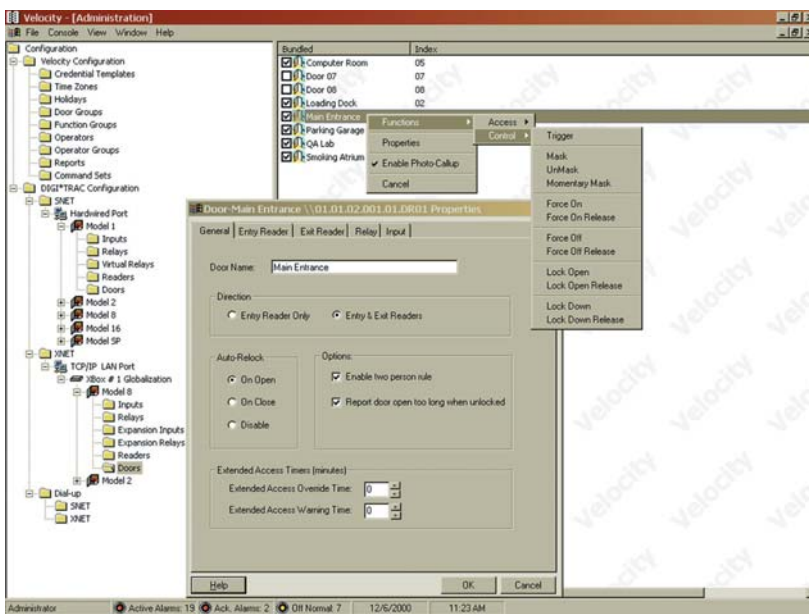 Velocity - [Administration]
File Console View Window Help
Configuration
Velocity Configuration
Credential Templates
Time Zones
Holidays
Door Groups
Function Groups
Operators
Operator Groups
Reports
Command Sets
DIGI*TRAC Configuration
SNET
Hardwired Port
Model 1
Inputs
Relays
Virtual Relays
Readers
Doors
Model 2
Model 8
Model 16
Model SP
XNET
TCP/IP LAN Port
XBox # 1 Globalization
Model 8
Inputs
Relays
Expansion Inputs
Expansion Relays
Readers
Doors
Model 2
Dial-up
SNET
XNET
Bundled Index
Computer Room 05
Door 07 07
Door 08 08
Loading Dock 02
Main Entrance
Parking Garage
QA Lab
Smoking Atrium
Functions
Properties
Enable Photo-Callup
Cancel
Access
Control
Trigger
Mask
UnMask
Momentary Mask
Force On
Force On Release
Force Off
Force Off Release
Lock Open
Lock Open Release
Lock Down
Lock Down Release
Door-Main Entrance \\01.01.02.001.01.DR01 Properties
General Entry Reader Exit Reader Relay Input
Door Name: Main Entrance
Direction
Entry Reader Only Entry & Exit Readers
Auto-Relock
On Open
On Close
Disable
Options:
Enable two person rule
Report door open too long when unlocked
Extended Access Timers (minutes)
Extended Access Override Time: 0
Extended Access Warning Time: 0
Help OK Cancel
velocity velocity velocity
velocity velocity velocity
velocity velocity
Administrator Active Alarms: 19 Ack. Alarms: 2 Off Normal: 7 12/6/2000 11:23 AM